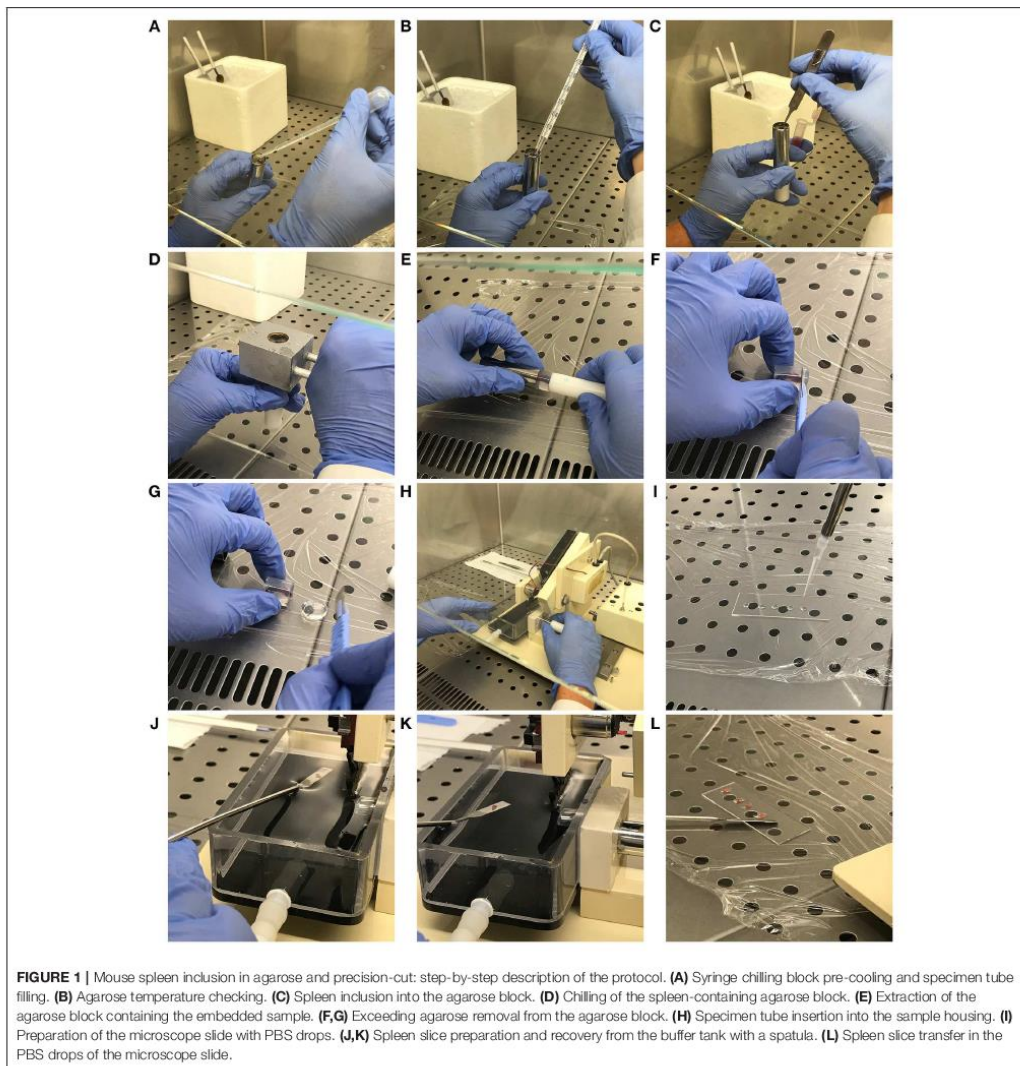 A
B
C
D
E
F
G
H
I
J
K
L
FIGURE 1 | Mouse spleen inclusion in agarose and precision-cut: step-by-step description of the protocol. (A) Syringe chilling block pre-cooling and specimen tube
filling. (B) Agarose temperature checking. (C) Spleen inclusion into the agarose block. (D) Chilling of the spleen-containing agarose block. (E) Extraction of the
agarose block containing the embedded sample. (F,G) Exceeding agarose removal from the agarose block. (H) Specimen tube insertion into the sample housing. (I)
Preparation of the microscope slide with PBS drops. (J,K) Spleen slice preparation and recovery from the buffer tank with a spatula. (L) Spleen slice transfer in the
PBS drops of the microscope slide.